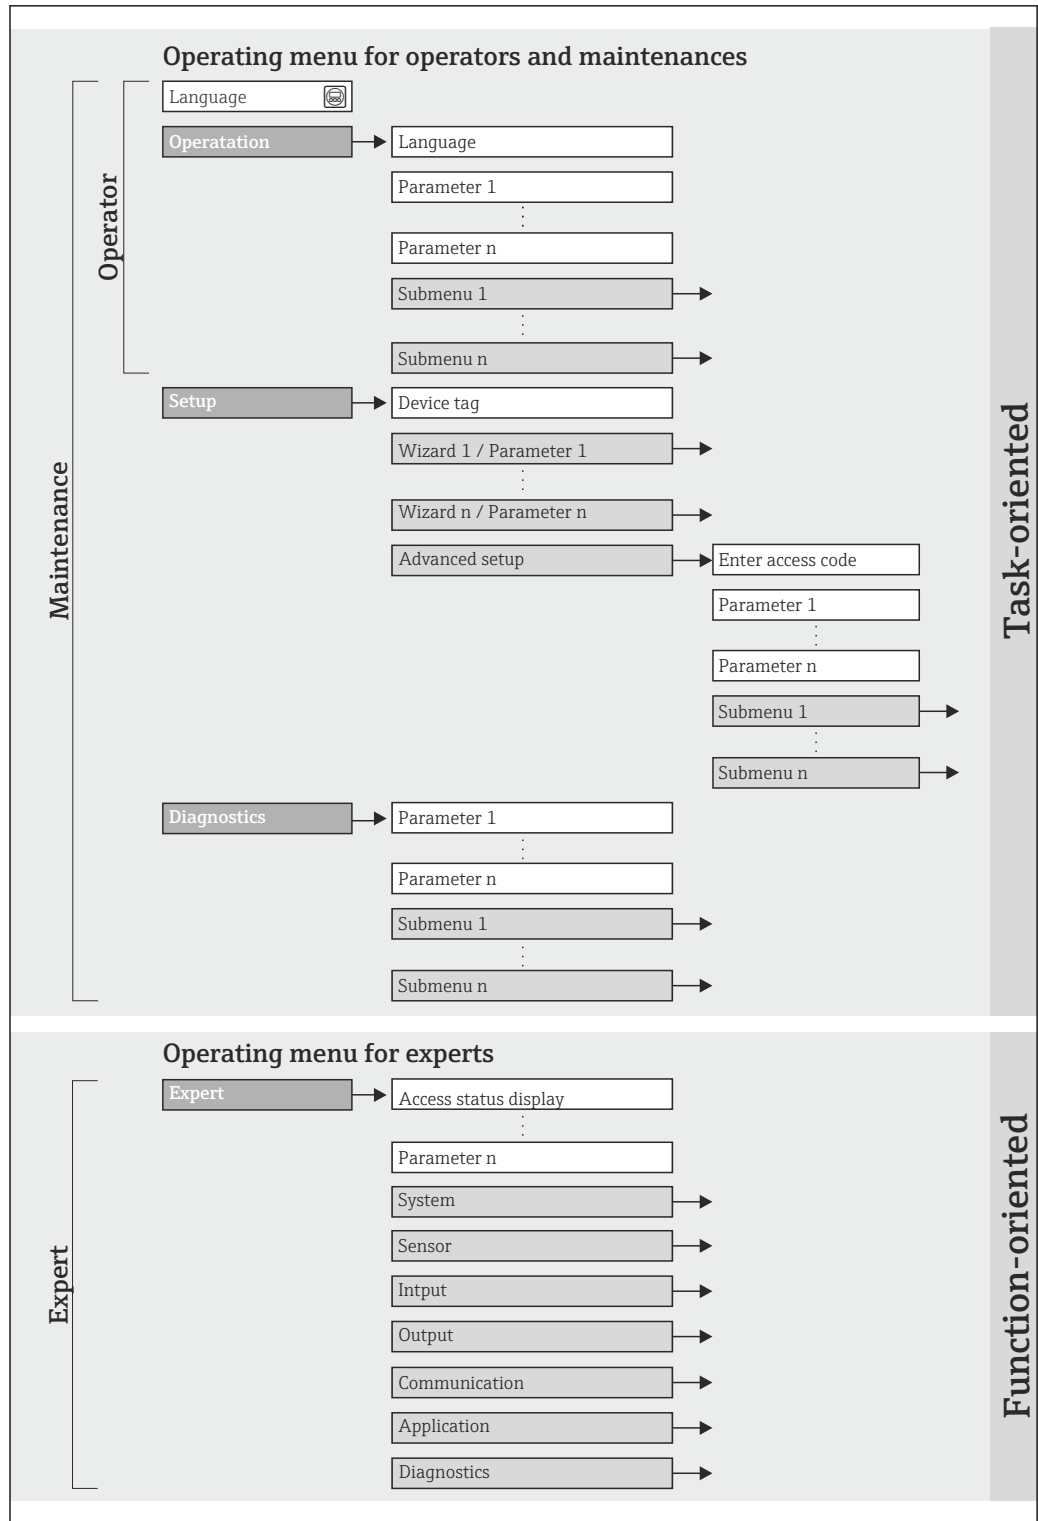 Operating menu for operators and maintenances
Language
Operatation
Language
Parameter 1
Parameter n
Submenu 1
Submenu n
Operator
Setup
Device tag
Wizard 1 / Parameter 1
Wizard n / Parameter n
Advanced setup
Enter access code
Parameter 1
Parameter n
Submenu 1
Submenu n
Maintenance
Task-oriented
Diagnostics
Parameter 1
Parameter n
Submenu 1
Submenu n
Operating menu for experts
Expert
Access status display
Parameter n
System
Sensor
Intput
Output
Communication
Application
Diagnostics
Expert
Function-oriented